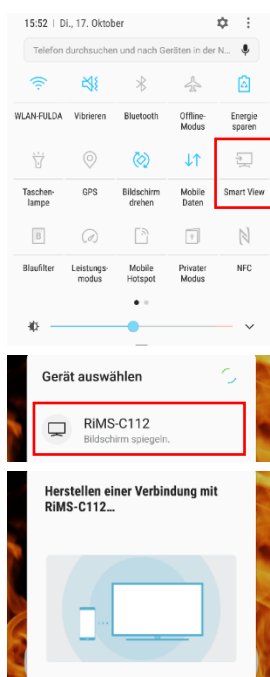 15:52 | Di., 17. Oktober
Telefon durchsuchen und nach Geräten in der N...
WLAN-FULDA Vibrieren Bluetooth Offline-Modus Energie sparen
Taschen-lampe GPS Bildschirm drehen Mobile Daten Smart View
B
Blaufilter Leistungs-modus Mobile Hotspot Privater Modus NFC
Gerät auswählen
RiMS-C112
Bildschirm spiegeln.
Herstellen einer Verbindung mit
RiMS-C112...